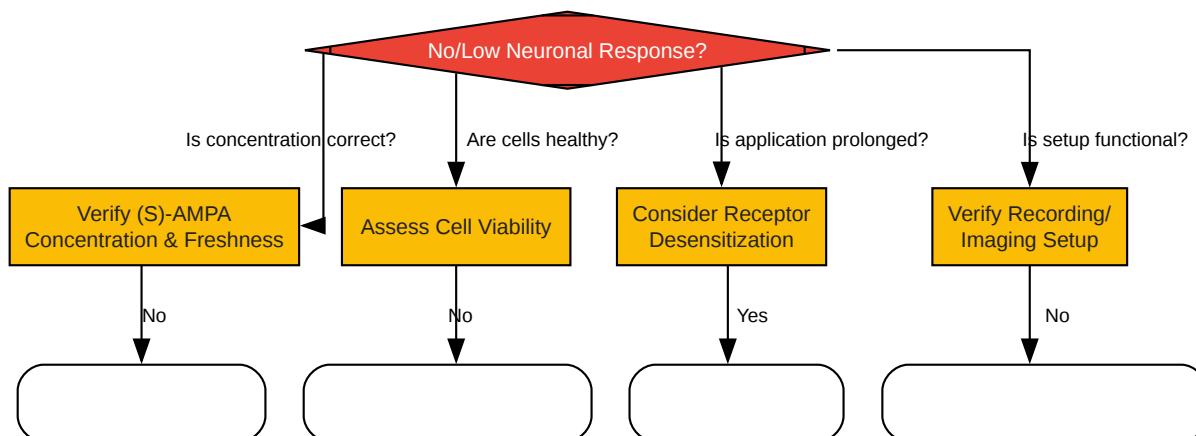 No/Low Neuronal Response?
Is concentration correct?
Are cells healthy?
Is application prolonged?
Is setup functional?
Verify (S)-AMPA
Concentration & Freshness
Assess Cell Viability
Consider Receptor
Desensitization
Verify Recording/
Imaging Setup
No
No
Yes
No